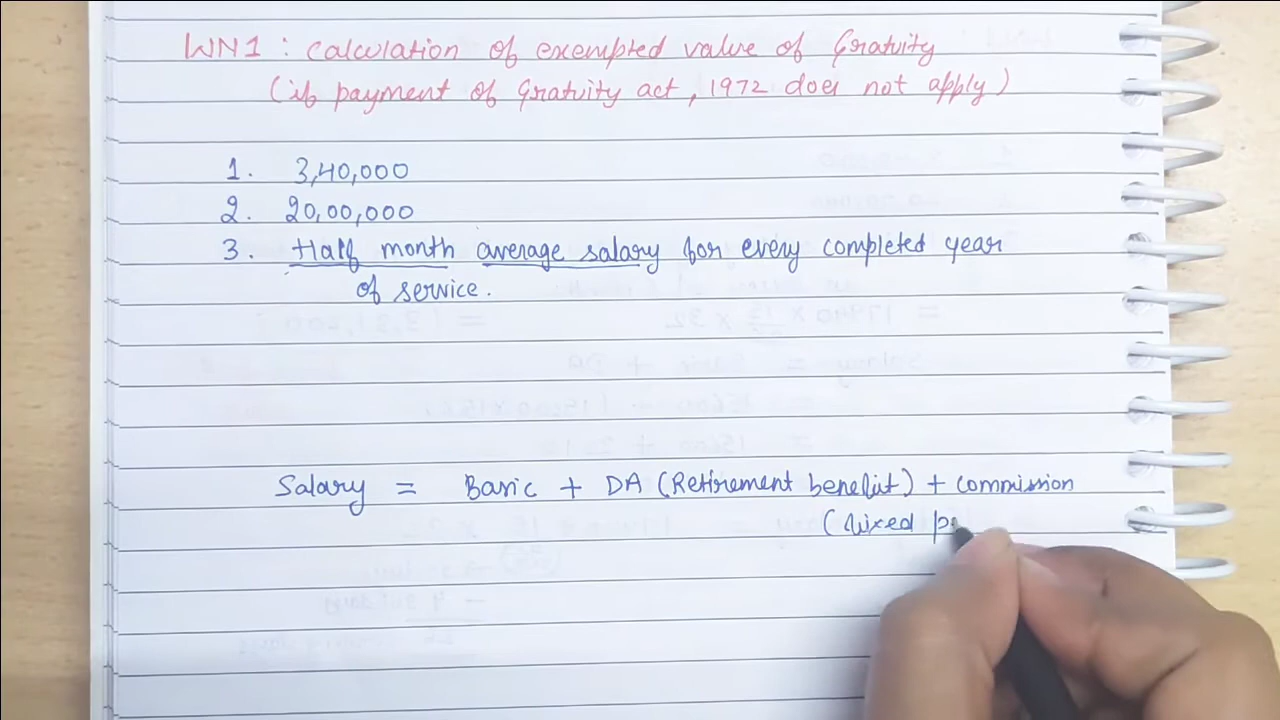 WN1 : Calculation of exempted value of Gratuity
(if payment of Gratuity act, 1972 does not apply)
1. 3,40,000
2. 20,00,000
3. Half month average salary for every completed year
of service.
Salary = Basic + DA (Retirement benefit) + commission
(fixed p